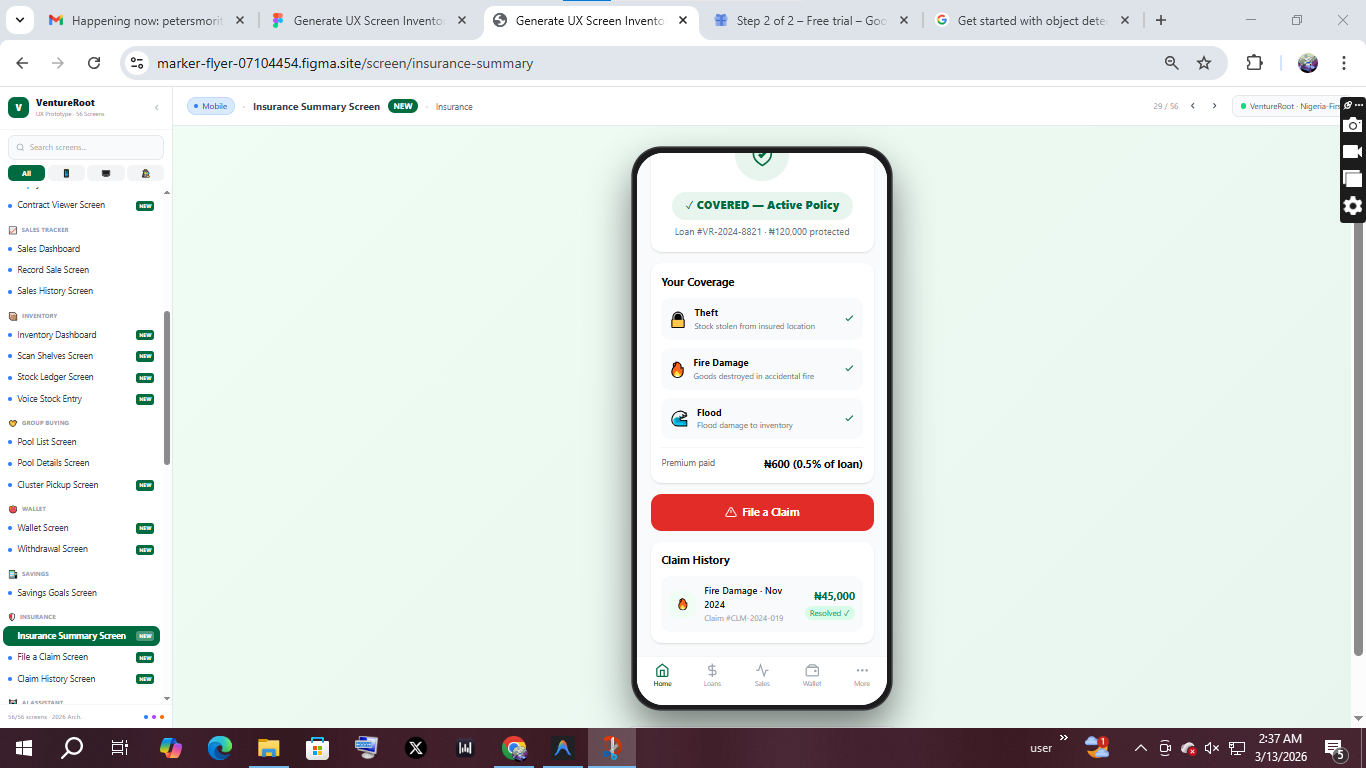 Happening now: petersmorit
Generate UX Screen Invento
Generate UX Screen Invento
Step 2 of 2 – Free trial – Goo
Get started with object dete
marker-flyer-07104454.figma.site/screen/insurance-summary
V
VentureRoot
UX Prototype · 56 Screens
Search screens...
All
Contract Viewer Screen NEW
SALES TRACKER
Sales Dashboard
Record Sale Screen
Sales History Screen
INVENTORY
Inventory Dashboard NEW
Scan Shelves Screen NEW
Stock Ledger Screen NEW
Voice Stock Entry NEW
GROUP BUYING
Pool List Screen
Pool Details Screen
Cluster Pickup Screen NEW
WALLET
Wallet Screen NEW
Withdrawal Screen NEW
SAVINGS
Savings Goals Screen
INSURANCE
Insurance Summary Screen NEW
File a Claim Screen NEW
Claim History Screen NEW
AI ASSISTANT
56/56 screens · 2026 Arch.
Mobile · Insurance Summary Screen NEW · Insurance
29 / 56
VentureRoot · Nigeria-Firs
✓ COVERED — Active Policy
Loan #VR-2024-8821 · ₦120,000 protected
Your Coverage
Theft
Stock stolen from insured location
Fire Damage
Goods destroyed in accidental fire
Flood
Flood damage to inventory
Premium paid ₦600 (0.5% of loan)
File a Claim
Claim History
Fire Damage · Nov
2024
Claim #CLM-2024-019
₦45,000
Resolved ✓
Home Loans Sales Wallet More
user
1
2:37 AM
3/13/2026
5